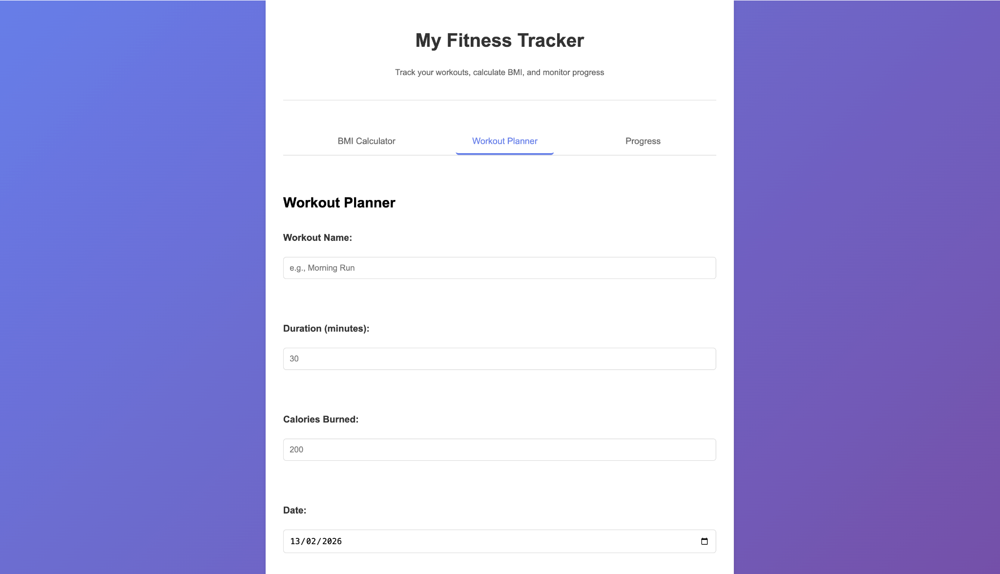 My Fitness Tracker
Track your workouts, calculate BMI, and monitor progress
BMI Calculator
Workout Planner
Progress
Workout Planner
Workout Name:
e.g., Morning Run
Duration (minutes):
30
Calories Burned:
200
Date:
13/02/2026